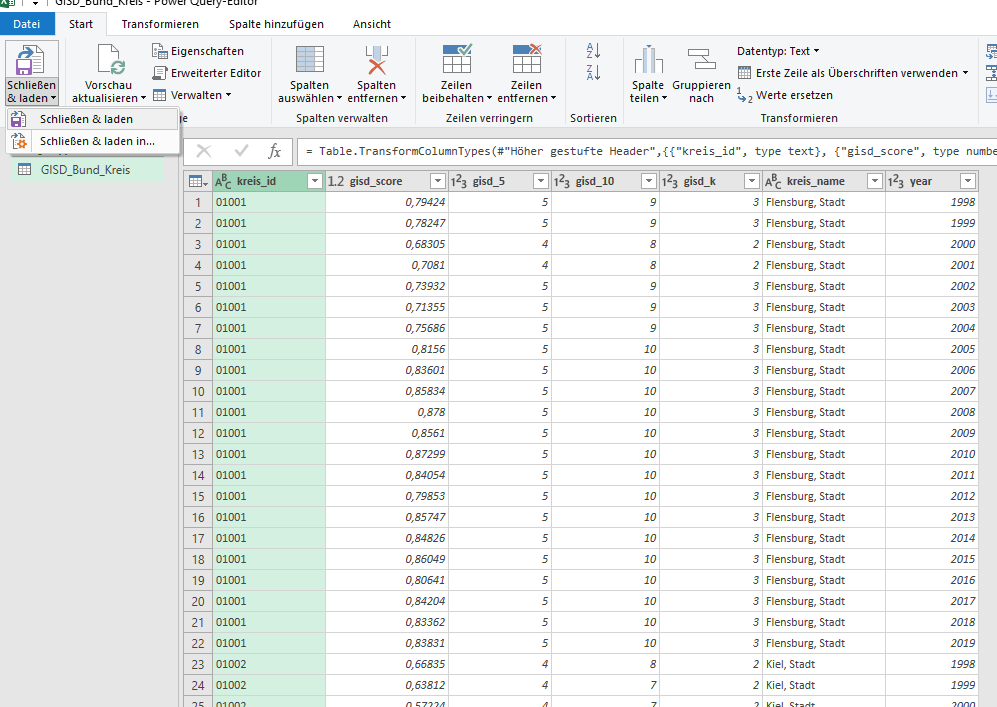 GISD_Bund_Kreis - Power Query-Editor
Datei Start Transformieren Spalte hinzufügen Ansicht
Schließen & laden
Vorschau aktualisieren
Eigenschaften
Erweiterter Editor
Verwalten
Spalten auswählen
Spalten entfernen
Spalten verwalten
Zeilen beibehalten
Zeilen entfernen
Zeilen verringern
Sortieren
Spalte teilen
Gruppieren nach
Datentyp: Text
Erste Zeile als Überschriften verwenden
Werte ersetzen
Transformieren
Schließen & laden
Schließen & laden in...
GISD_Bund_Kreis
fx = Table.TransformColumnTypes(#"Höher gestufte Header",{{"kreis_id", type text}, {"gisd_score", type numbe
ABC kreis_id 1.2 gisd_score 123 gisd_5 123 gisd_10 123 gisd_k ABC kreis_name 123 year
1 01001 0,79424 5 9 3 Flensburg, Stadt 1998
2 01001 0,78247 5 9 3 Flensburg, Stadt 1999
3 01001 0,68305 4 8 2 Flensburg, Stadt 2000
4 01001 0,7081 4 8 2 Flensburg, Stadt 2001
5 01001 0,73932 5 9 3 Flensburg, Stadt 2002
6 01001 0,71355 5 9 3 Flensburg, Stadt 2003
7 01001 0,75686 5 9 3 Flensburg, Stadt 2004
8 01001 0,8156 5 10 3 Flensburg, Stadt 2005
9 01001 0,83601 5 10 3 Flensburg, Stadt 2006
10 01001 0,85834 5 10 3 Flensburg, Stadt 2007
11 01001 0,878 5 10 3 Flensburg, Stadt 2008
12 01001 0,8561 5 10 3 Flensburg, Stadt 2009
13 01001 0,87299 5 10 3 Flensburg, Stadt 2010
14 01001 0,84054 5 10 3 Flensburg, Stadt 2011
15 01001 0,79853 5 10 3 Flensburg, Stadt 2012
16 01001 0,85747 5 10 3 Flensburg, Stadt 2013
17 01001 0,84826 5 10 3 Flensburg, Stadt 2014
18 01001 0,86049 5 10 3 Flensburg, Stadt 2015
19 01001 0,80641 5 10 3 Flensburg, Stadt 2016
20 01001 0,84204 5 10 3 Flensburg, Stadt 2017
21 01001 0,83362 5 10 3 Flensburg, Stadt 2018
22 01001 0,83831 5 10 3 Flensburg, Stadt 2019
23 01002 0,66835 4 8 2 Kiel, Stadt 1998
24 01002 0,63812 4 7 2 Kiel, Stadt 1999
25 01002 0,57224 4 7 2 Kiel, Stadt 2000